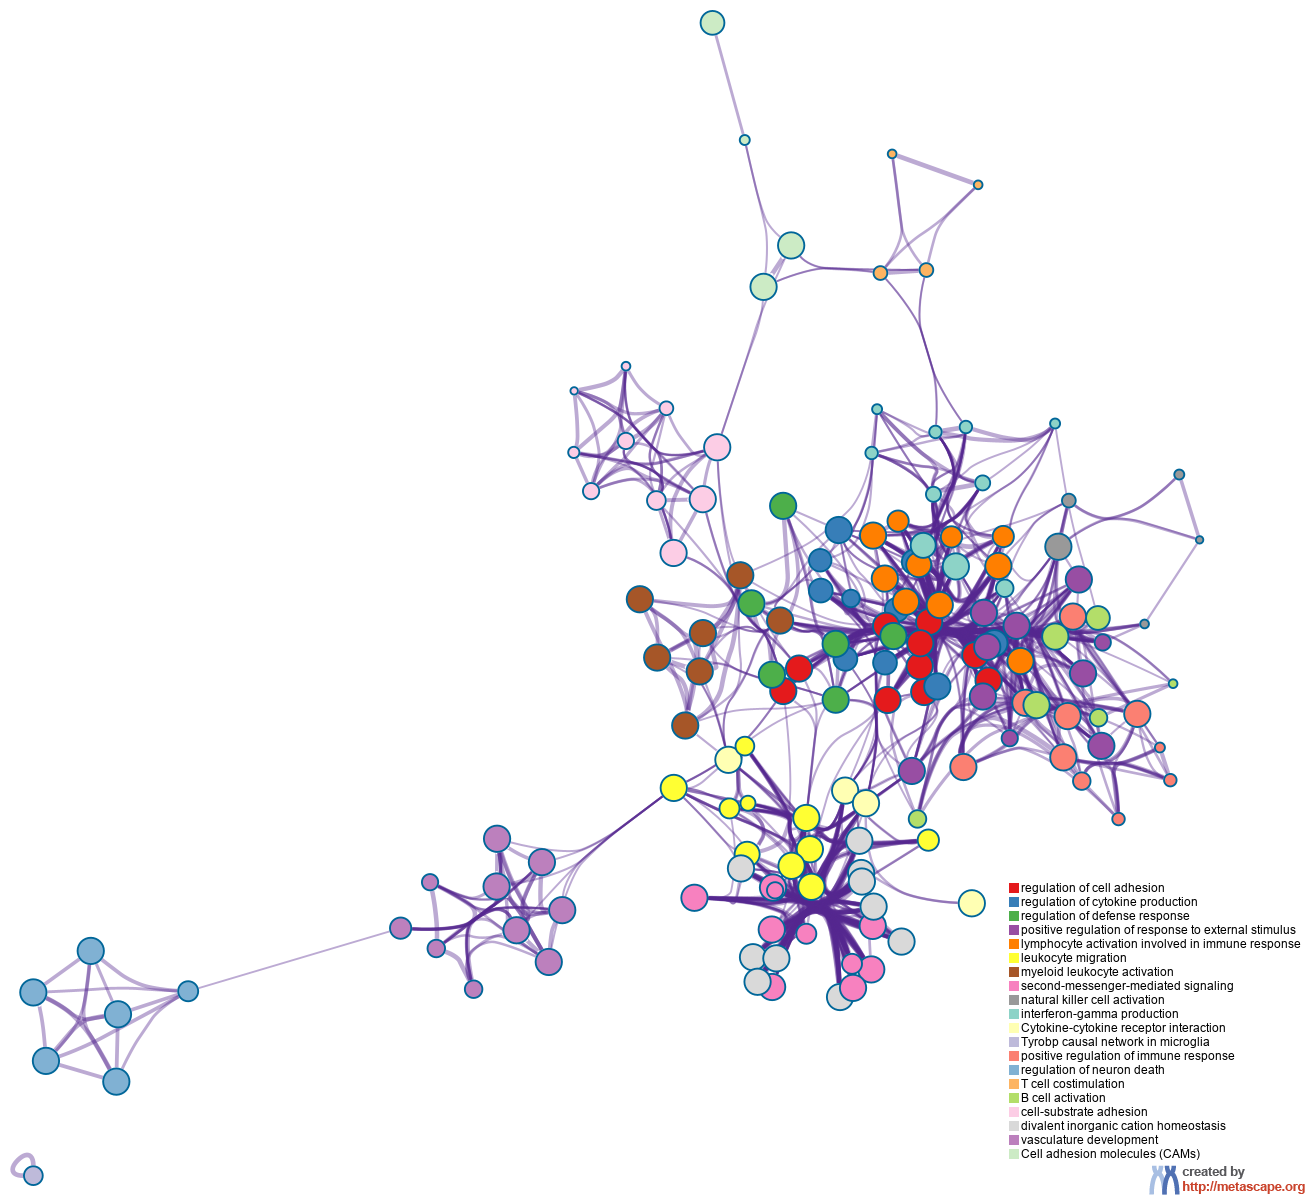 regulation of cell adhesion
regulation of cytokine production
regulation of defense response
positive regulation of response to external stimulus
lymphocyte activation involved in immune response
leukocyte migration
myeloid leukocyte activation
second-messenger-mediated signaling
natural killer cell activation
interferon-gamma production
Cytokine-cytokine receptor interaction
Tyrobp causal network in microglia
positive regulation of immune response
regulation of neuron death
T cell costimulation
B cell activation
cell-substrate adhesion
divalent inorganic cation homeostasis
vasculature development
Cell adhesion molecules (CAMs)
created by
http://metascape.org